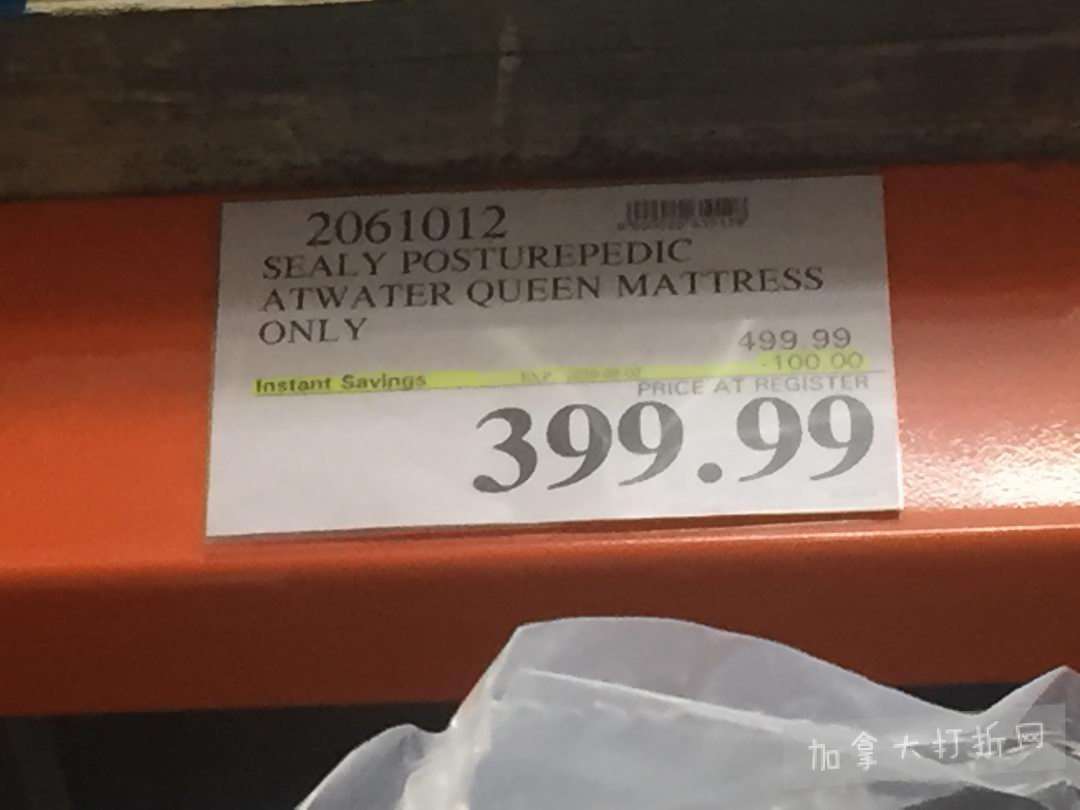 2061012
SEALY POSTUREPEDIC
ATWATER QUEEN MATTRESS
ONLY
499.99
Instant Savings EXP. -100.00
PRICE AT REGISTER
399.99
加拿大打折网